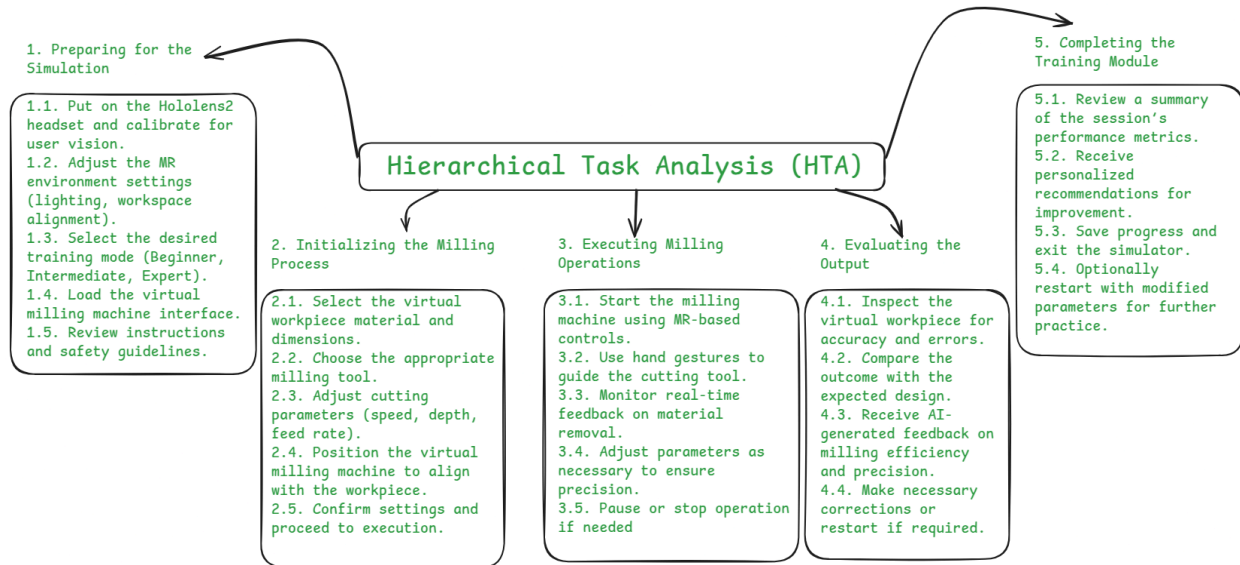 Hierarchical Task Analysis (HTA)
1. Preparing for the
Simulation
1.1. Put on the Hololens2
headset and calibrate for
user vision.
1.2. Adjust the MR
environment settings
(lighting, workspace
alignment).
1.3. Select the desired
training mode (Beginner,
Intermediate, Expert).
1.4. Load the virtual
milling machine interface.
1.5. Review instructions
and safety guidelines.
2. Initializing the Milling
Process
2.1. Select the virtual
workpiece material and
dimensions.
2.2. Choose the appropriate
milling tool.
2.3. Adjust cutting
parameters (speed, depth,
feed rate).
2.4. Position the virtual
milling machine to align
with the workpiece.
2.5. Confirm settings and
proceed to execution.
3. Executing Milling
Operations
3.1. Start the milling
machine using MR-based
controls.
3.2. Use hand gestures to
guide the cutting tool.
3.3. Monitor real-time
feedback on material
removal.
3.4. Adjust parameters as
necessary to ensure
precision.
3.5. Pause or stop operation
if needed
4. Evaluating the
Output
4.1. Inspect the
virtual workpiece for
accuracy and errors.
4.2. Compare the
outcome with the
expected design.
4.3. Receive AI-
generated feedback on
milling efficiency
and precision.
4.4. Make necessary
corrections or
restart if required.
5. Completing the
Training Module
5.1. Review a summary
of the session's
performance metrics.
5.2. Receive
personalized
recommendations for
improvement.
5.3. Save progress and
exit the simulator.
5.4. Optionally
restart with modified
parameters for further
practice.